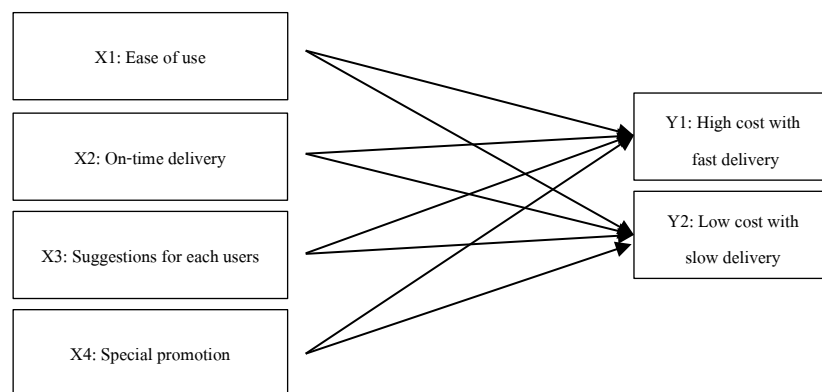 X1: Ease of use
X2: On-time delivery
X3: Suggestions for each users
X4: Special promotion
Y1: High cost with
fast delivery
Y2: Low cost with
slow delivery